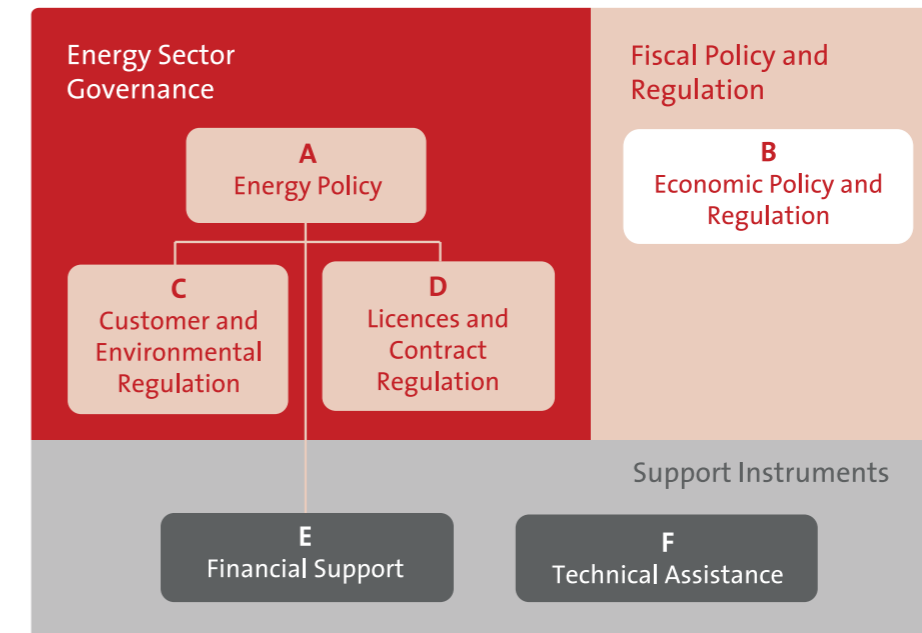 Energy Sector
Governance
Fiscal Policy and
Regulation
A
Energy Policy
B
Economic Policy and
Regulation
C
Customer and
Environmental
Regulation
D
Licences and
Contract
Regulation
Support Instruments
E
Financial Support
F
Technical Assistance